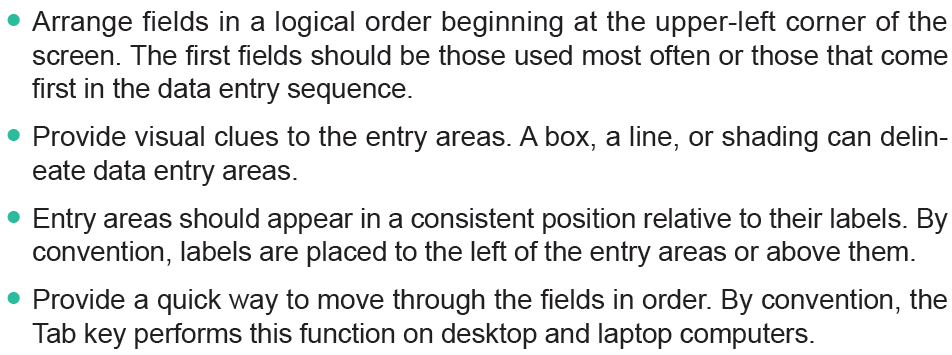 • Arrange fields in a logical order beginning at the upper-left corner of the
screen. The first fields should be those used most often or those that come
first in the data entry sequence.
• Provide visual clues to the entry areas. A box, a line, or shading can delin-
eate data entry areas.
• Entry areas should appear in a consistent position relative to their labels. By
convention, labels are placed to the left of the entry areas or above them.
• Provide a quick way to move through the fields in order. By convention, the
Tab key performs this function on desktop and laptop computers.